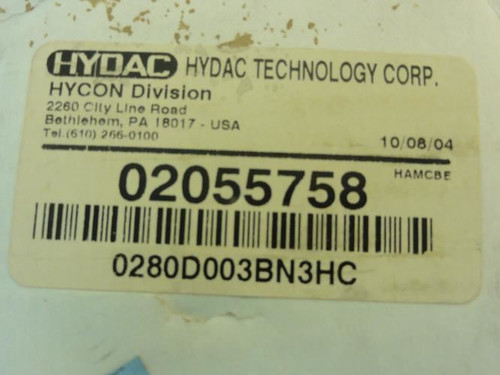 HYDAC HYDAC TECHNOLOGY CORP.
HYCON Division
2260 City Line Road
Bethlehem, PA 18017 - USA
Tel.(610) 266-0100
10/08/04
HAMCBE
02055758
0280D003BN3HC